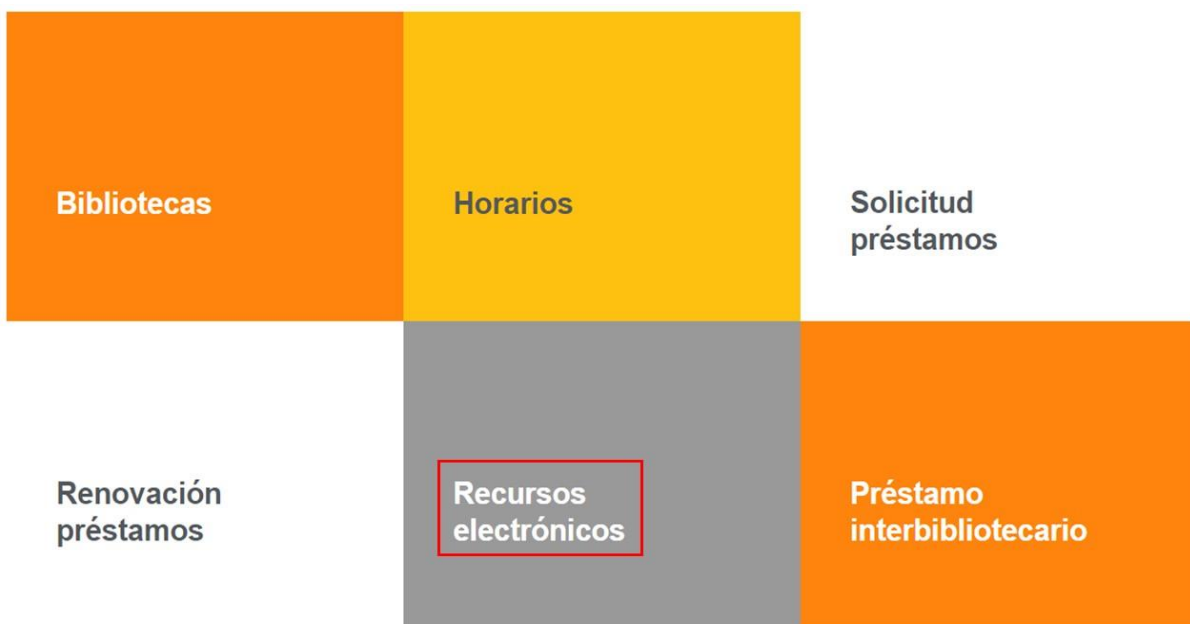 Bibliotecas
Horarios
Solicitud
préstamos
Renovación
préstamos
Recursos
electrónicos
Préstamo
interbibliotecario